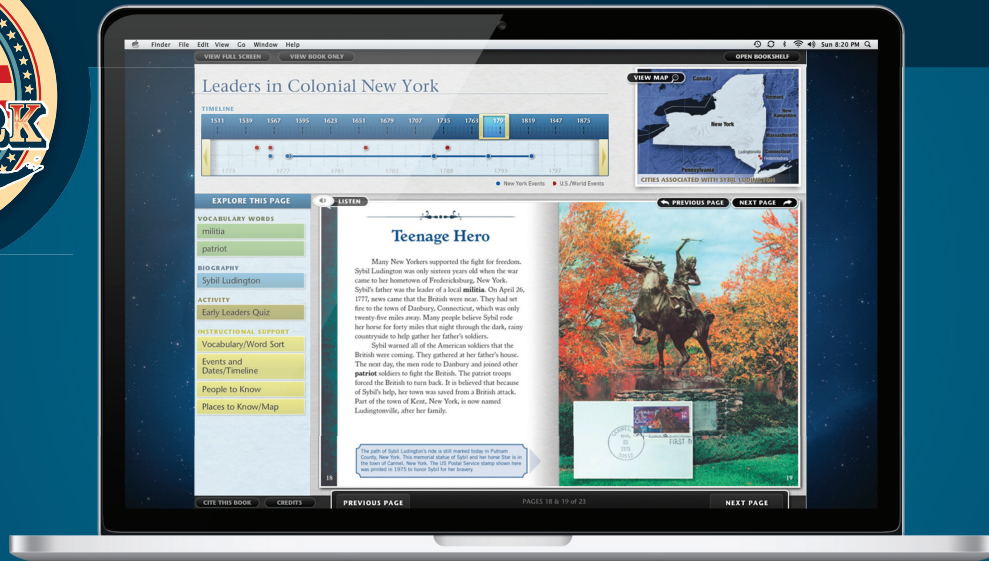 CK
Finder File Edit View Go Window Help
Sun 8:20 PM
VIEW FULL SCREEN VIEW BOOK ONLY
OPEN BOOKSHELF
Leaders in Colonial New York
TIMELINE
1511 1539 1567 1595 1623 1651 1679 1707 1735 1763 179 1819 1547 1875
New York Events U.S./World Events
VIEW MAP
Canada
Vermont
New Hampshire
New York
Massachusetts
Connecticut
Ludingtonville
Fredericksburg
Pennsylvania
CITIES ASSOCIATED WITH SYBIL LUDINGTON
EXPLORE THIS PAGE
VOCABULARY WORDS
militia
patriot
BIOGRAPHY
Sybil Ludington
ACTIVITY
Early Leaders Quiz
INSTRUCTIONAL SUPPORT
Vocabulary/Word Sort
Events and
Dates/Timeline
People to Know
Places to Know/Map
LISTEN
PREVIOUS PAGE NEXT PAGE
Teenage Hero
Many New Yorkers supported the fight for freedom.
Sybil Ludington was only sixteen years old when the war
came to her hometown of Fredericksburg, New York.
Sybil's father was the leader of a local militia. On April 26,
1777, news came that the British were near. They had set
fire to the town of Danbury, Connecticut, which was only
twenty-five miles away. Many people believe Sybil rode
her horse for forty miles that night through the dark, rainy
countryside to help gather her father's soldiers.
Sybil warned all of the American soldiers that the
British were coming. They gathered at her father's house.
The next day, the men rode to Danbury and joined other
patriot soldiers to fight the British. The patriot troops
forced the British to turn back. It is believed that because
of Sybil's help, her town was saved from a British attack.
Part of the town of Kent, New York, is now named
Ludingtonville, after her family.
The path of Sybil Ludington's ride is still marked today in Putnam
County, New York. This memorial statue of Sybil and her horse Star is in
the town of Carmel, New York. The US Postal Service stamp shown here
was printed in 1975 to honor Sybil for her bravery.
18
FIRST
19
CITE THIS BOOK CREDITS
PREVIOUS PAGE
PAGES 18 & 19 of 23
NEXT PAGE